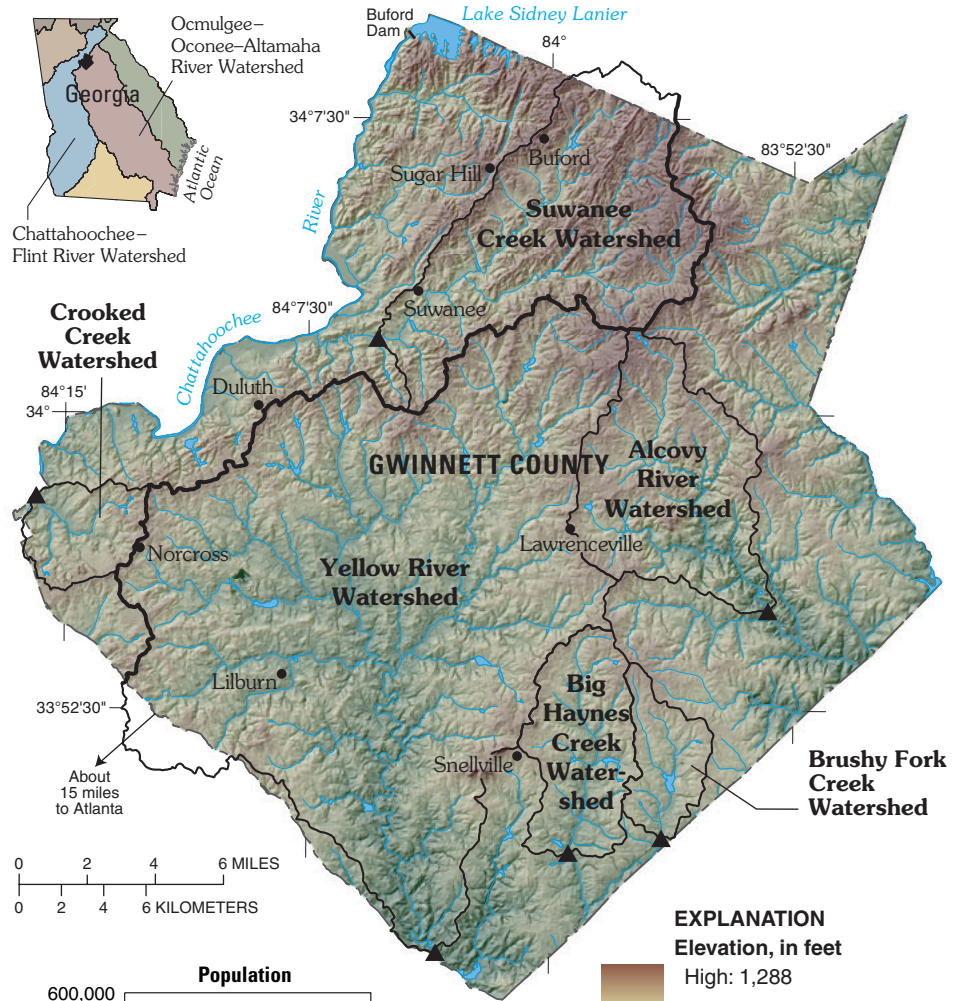 Ocmulgee–
Oconee–Altamaha
River Watershed
Georgia
Atlantic
Ocean
Chattahoochee–
Flint River Watershed
Buford
Dam
Lake Sidney Lanier
84°
34°7'30"
83°52'30"
Buford
Sugar Hill
River
Suwanee
Creek Watershed
84°7'30"
Suwanee
Crooked
Creek
Watershed
Chattahoochee
84°15'
34°
Duluth
GWINNETT COUNTY
Alcovy
River
Watershed
Lawrenceville
Norcross
Yellow River
Watershed
Lilburn
33°52'30"
Big
Haynes
Creek
Water-
shed
Snellville
Brushy Fork
Creek
Watershed
About
15 miles
to Atlanta
0 2 4 6 MILES
0 2 4 6 KILOMETERS
EXPLANATION
Elevation, in feet
High: 1,288
Population
600,000